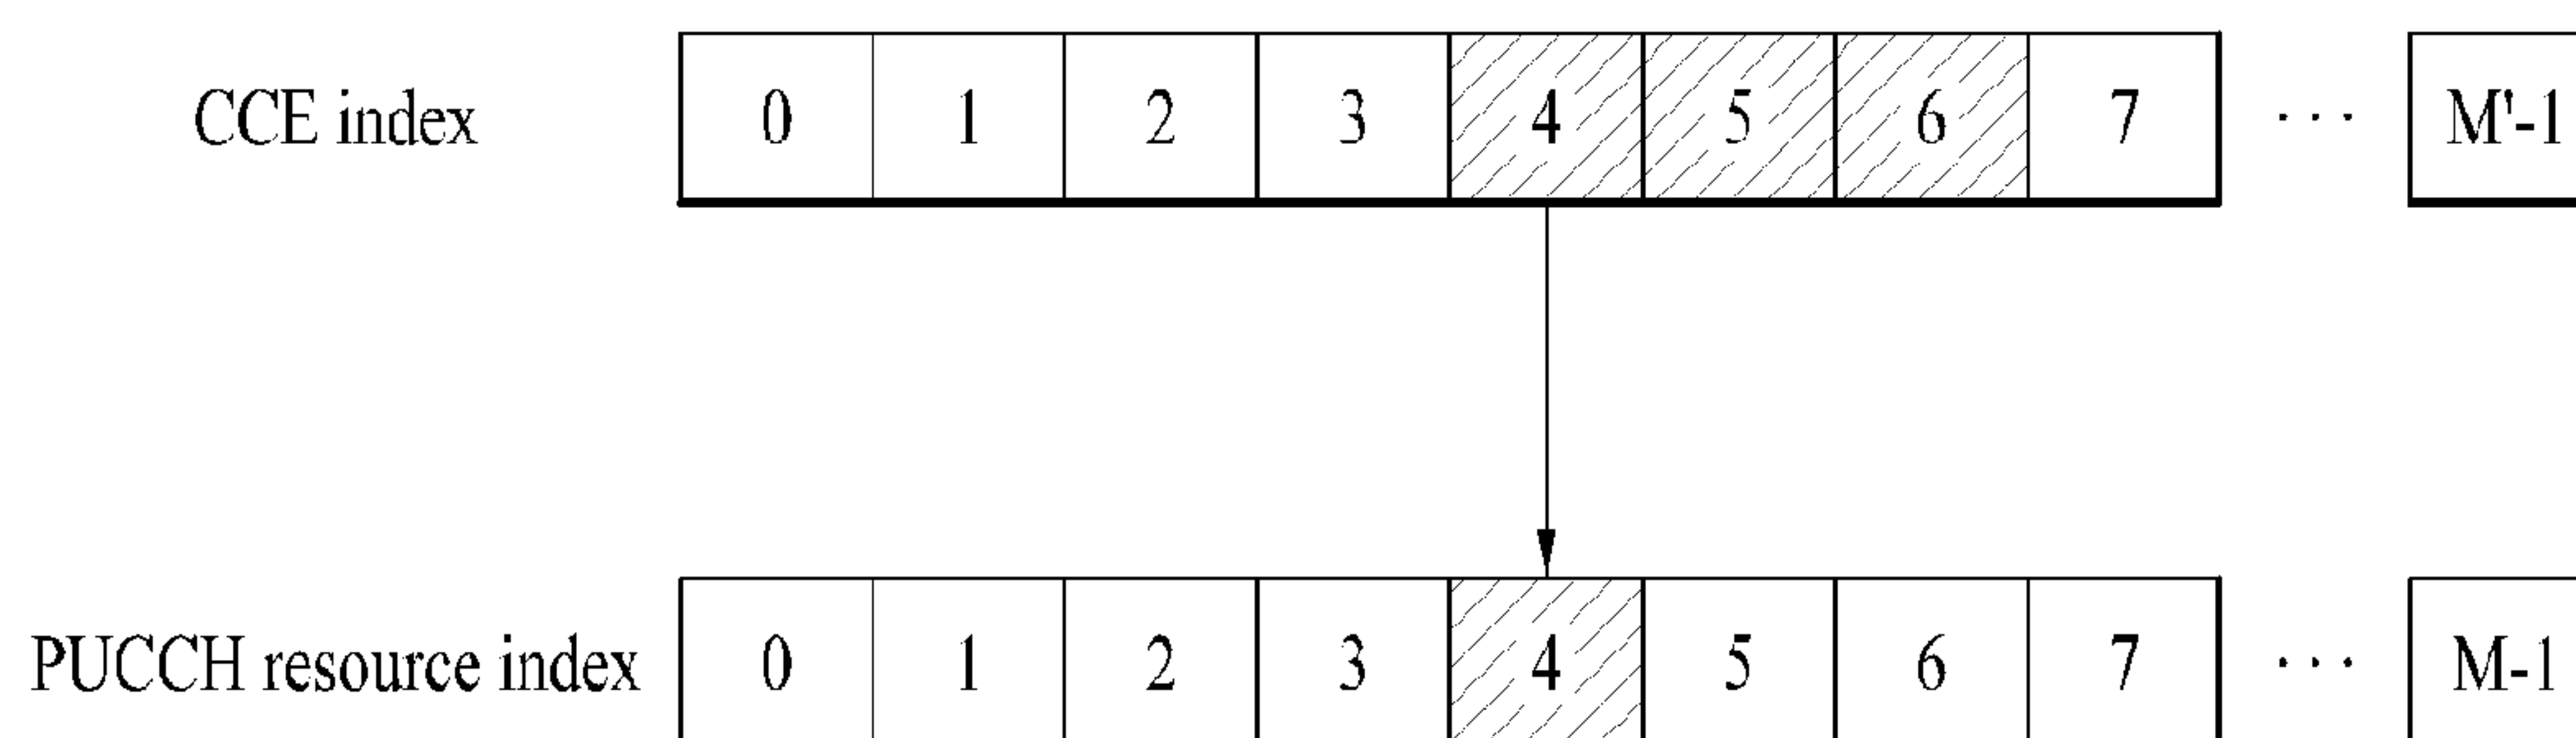 CCE index 0 1 2 3 4 5 6 7 ... M'-1
PUCCH resource index 0 1 2 3 4 5 6 7 ... M-1